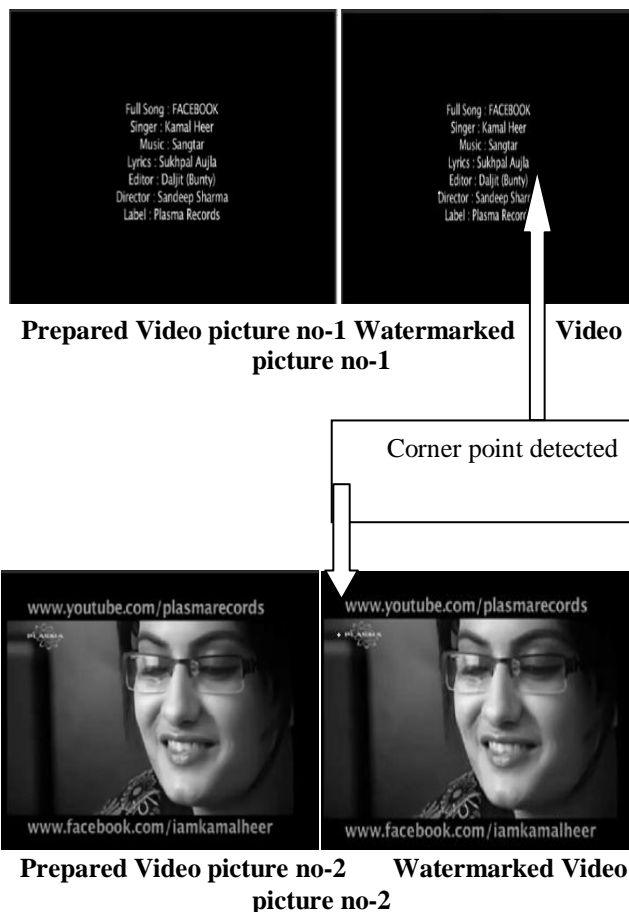 Full Song : FACEBOOK
Singer : Kamal Heer
Music : Sangtar
Lyrics : Sukhpal Aujla
Editor : Daljit (Bunty)
Director : Sandeep Sharma
Label : Plasma Records
Full Song : FACEBOOK
Singer : Kamal Heer
Music : Sangtar
Lyrics : Sukhpal Aujla
Editor : Daljit (Bunty)
Director : Sandeep
Label : Plasma
Prepared Video picture no-1 Watermarked Video
picture no-1
Corner point detected
www.youtube.com/plasmarecords
PLASMA
www.facebook.com/iamkamalheer
www.youtube.com/plasmarecords
PLASMA
www.facebook.com/iamkamalheer
Prepared Video picture no-2 Watermarked Video
picture no-2